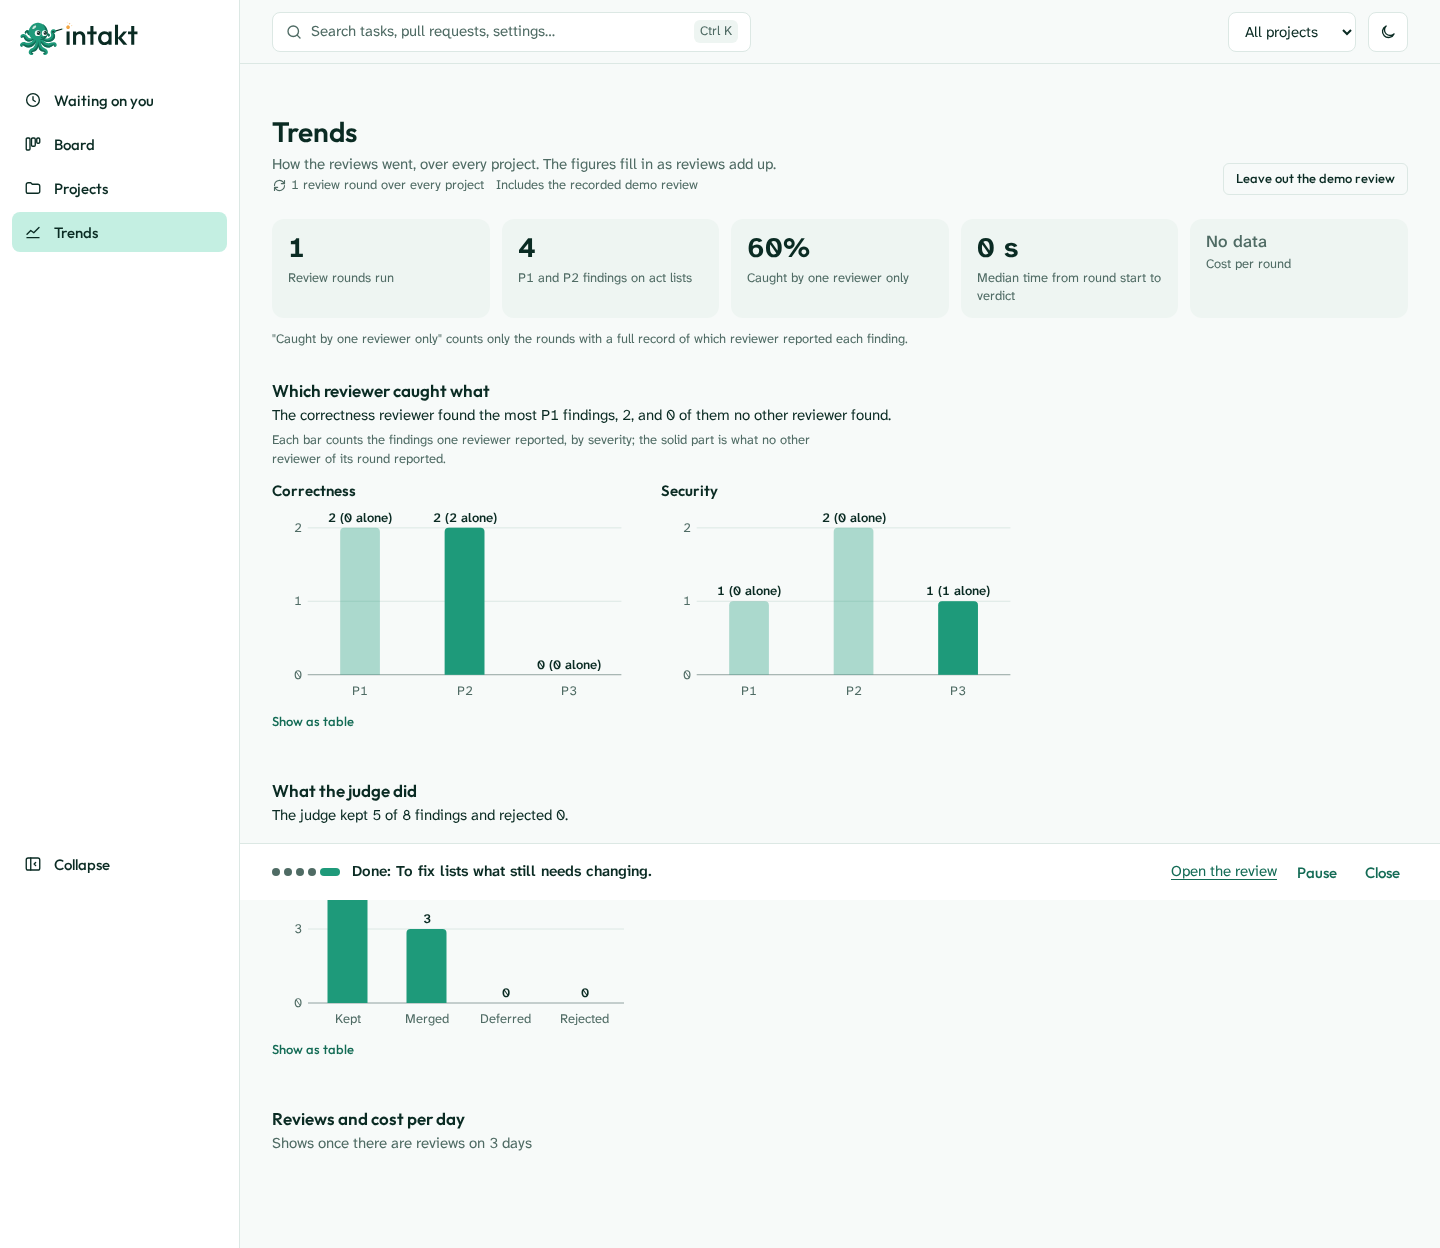 intakt
Search tasks, pull requests, settings...
Ctrl K
All projects
Waiting on you
Board
Projects
Trends
Collapse
Trends
How the reviews went, over every project. The figures fill in as reviews add up.
1 review round over every project Includes the recorded demo review
Leave out the demo review
1
Review rounds run
4
P1 and P2 findings on act lists
60%
Caught by one reviewer only
0 s
Median time from round start to
verdict
No data
Cost per round
"Caught by one reviewer only" counts only the rounds with a full record of which reviewer reported each finding.
Which reviewer caught what
The correctness reviewer found the most P1 findings, 2, and 0 of them no other reviewer found.
Each bar counts the findings one reviewer reported, by severity; the solid part is what no other
reviewer of its round reported.
Correctness
2 (0 alone) 2 (2 alone)
2
1
0 (0 alone)
0
P1 P2 P3
Security
2 (0 alone)
2
1 (0 alone) 1 (1 alone)
1
0
P1 P2 P3
Show as table
What the judge did
The judge kept 5 of 8 findings and rejected 0.
Done: To fix lists what still needs changing.
Open the review
Pause
Close
3
3
0 0
0
Kept Merged Deferred Rejected
Show as table
Reviews and cost per day
Shows once there are reviews on 3 days